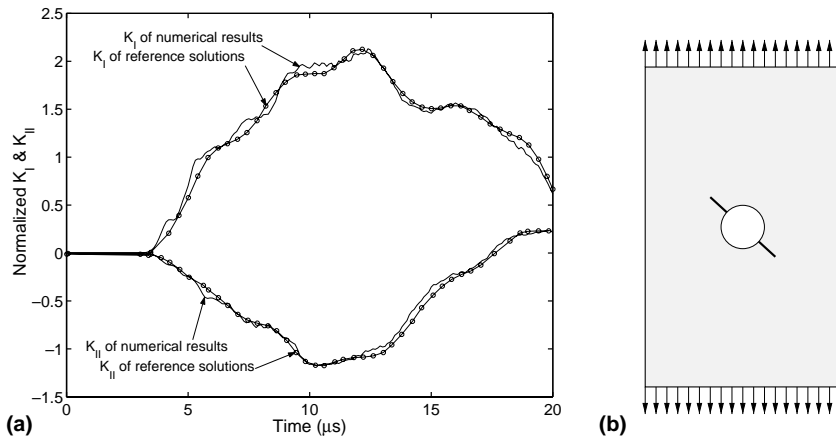 2.5
2
1.5
1
0.5
0
−0.5
−1
−1.5
Normalized K_I & K_II
K_I of numerical results
K_I of reference solutions
K_II of numerical results
K_II of reference solutions
0 5 10 15 20
Time (μs)
(a)
(b)